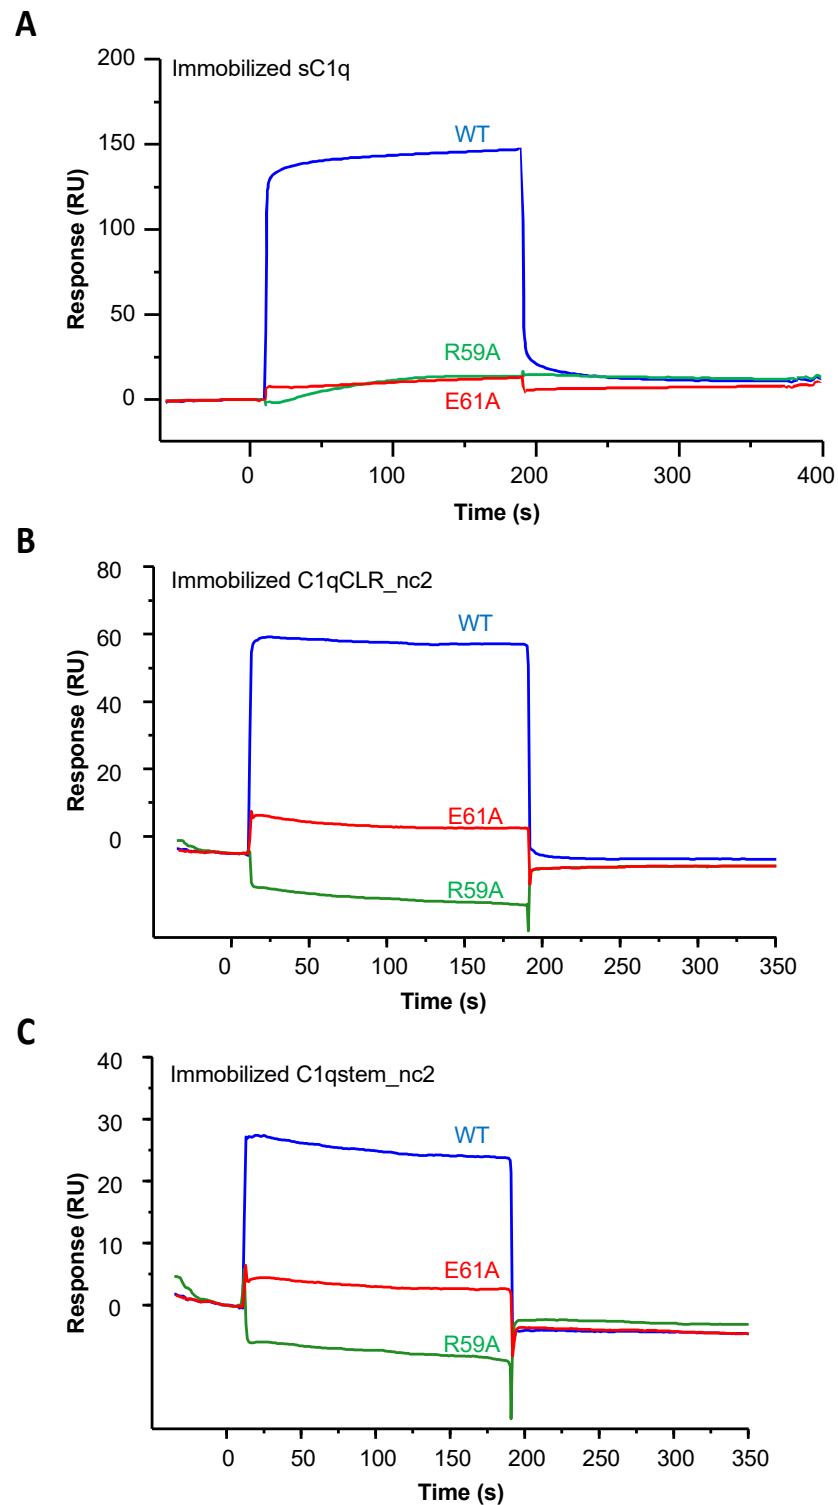 A
Immobilized sC1q
Response (RU)
200
150
100
50
0
WT
R59A
E61A
0 100 200 300 400
Time (s)
B
Immobilized C1qCLR_nc2
Response (RU)
80
60
40
20
0
WT
E61A
R59A
0 50 100 150 200 250 300 350
Time (s)
C
Immobilized C1qstem_nc2
Response (RU)
40
30
20
10
0
WT
E61A
R59A
0 50 100 150 200 250 300 350
Time (s)